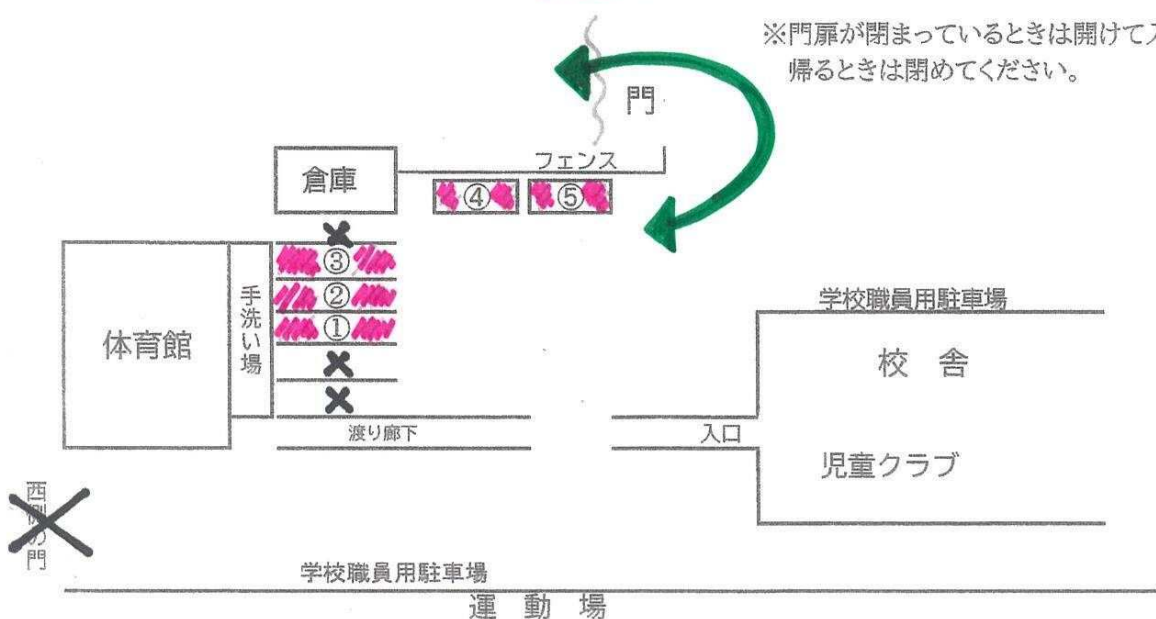 ※門扉が閉まっているときは開けて入
帰るときは閉めてください。
門
フェンス
倉庫
④
⑤
③
②
①
手洗い場
体育館
学校職員用駐車場
校 舎
渡り廊下
入口
児童クラブ
西側の門
学校職員用駐車場
運 動 場